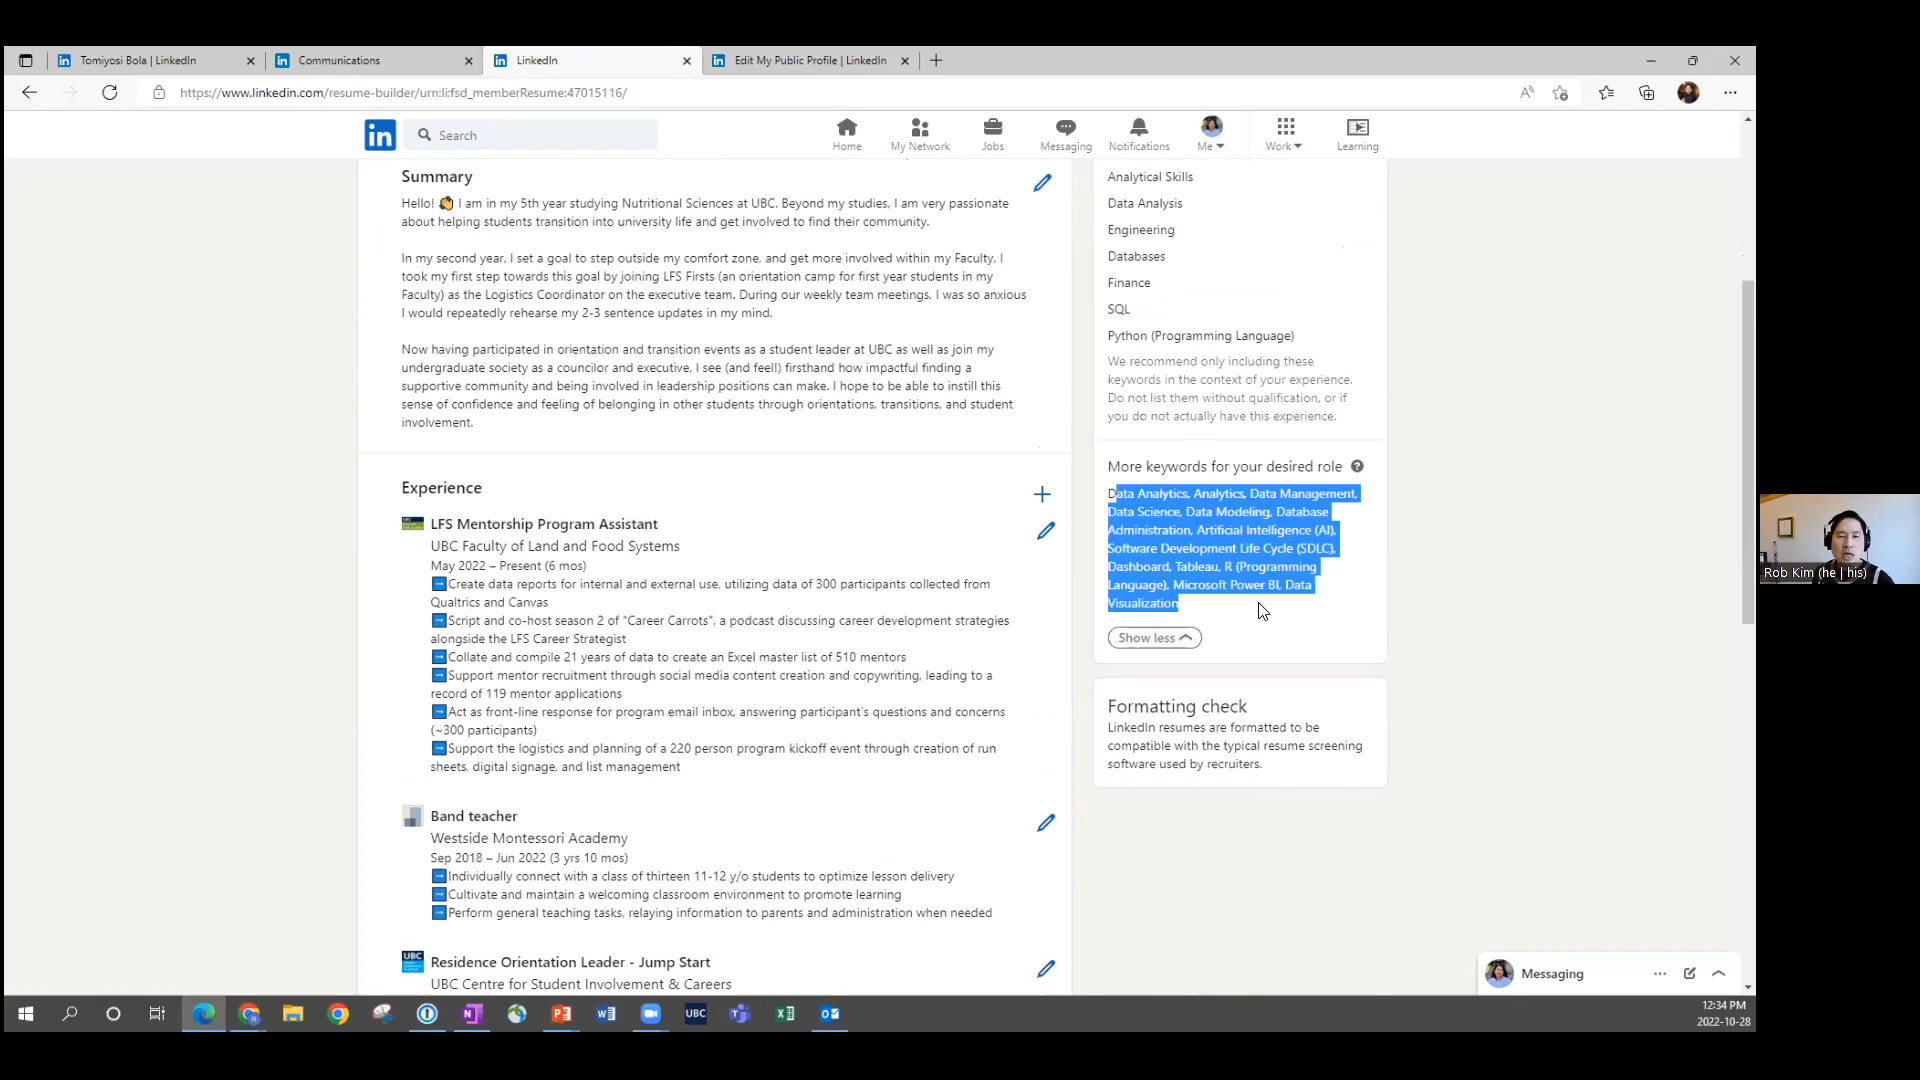 Tomiyosi Bola | LinkedIn
Communications
LinkedIn
Edit My Public Profile | LinkedIn
https://www.linkedin.com/resume-builder/urn:li:fsd_memberResume:47015116/
in
Search
Home
My Network
Jobs
Messaging
Notifications
Me
Work
Learning
Summary
Hello! I am in my 5th year studying Nutritional Sciences at UBC. Beyond my studies, I am very passionate
about helping students transition into university life and get involved to find their community.
In my second year, I set a goal to step outside my comfort zone, and get more involved within my Faculty. I
took my first step towards this goal by joining LFS Firsts (an orientation camp for first year students in my
Faculty) as the Logistics Coordinator on the executive team. During our weekly team meetings, I was so anxious
I would repeatedly rehearse my 2-3 sentence updates in my mind.
Now having participated in orientation and transition events as a student leader at UBC as well as join my
undergraduate society as a councilor and executive, I see (and feel!) firsthand how impactful finding a
supportive community and being involved in leadership positions can make. I hope to be able to instill this
sense of confidence and feeling of belonging in other students through orientations, transitions, and student
involvement.
Experience
LFS Mentorship Program Assistant
UBC Faculty of Land and Food Systems
May 2022 – Present (6 mos)
➡Create data reports for internal and external use, utilizing data of 300 participants collected from
Qualtrics and Canvas
➡Script and co-host season 2 of "Career Carrots", a podcast discussing career development strategies
alongside the LFS Career Strategist
➡Collate and compile 21 years of data to create an Excel master list of 510 mentors
➡Support mentor recruitment through social media content creation and copywriting, leading to a
record of 119 mentor applications
➡Act as front-line response for program email inbox, answering participant's questions and concerns
(~300 participants)
➡Support the logistics and planning of a 220 person program kickoff event through creation of run
sheets, digital signage, and list management
Band teacher
Westside Montessori Academy
Sep 2018 – Jun 2022 (3 yrs 10 mos)
➡Individually connect with a class of thirteen 11-12 y/o students to optimize lesson delivery
➡Cultivate and maintain a welcoming classroom environment to promote learning
➡Perform general teaching tasks, relaying information to parents and administration when needed
UBC
Residence Orientation Leader - Jump Start
UBC Centre for Student Involvement & Careers
Analytical Skills
Data Analysis
Engineering
Databases
Finance
SQL
Python (Programming Language)
We recommend only including these
keywords in the context of your experience.
Do not list them without qualification, or if
you do not actually have this experience.
More keywords for your desired role
Data Analytics, Analytics, Data Management,
Data Science, Data Modeling, Database
Administration, Artificial Intelligence (AI),
Software Development Life Cycle (SDLC),
Dashboard, Tableau, R (Programming
Language), Microsoft Power BI, Data
Visualization
Show less
Formatting check
LinkedIn resumes are formatted to be
compatible with the typical resume screening
software used by recruiters.
Messaging
Rob Kim (he | his)
UBC
12:34 PM
2022-10-28